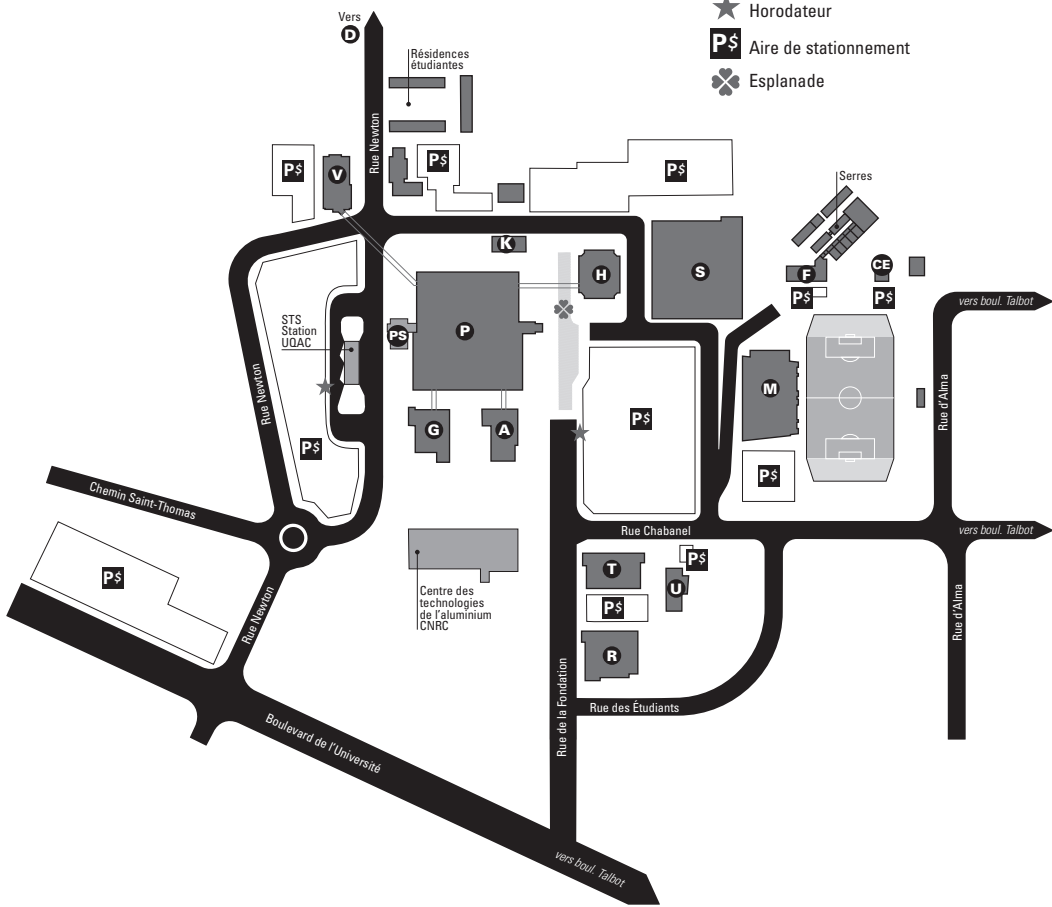 Horodateur
P$ Aire de stationnement
Esplanade
Vers
D
Résidences
étudiantes
Rue Newton
P$
V
P$
P$
Serres
K
H
S
F
CE
P$
P$
vers boul. Talbot
STS
Station
UQAC
PS
P
Rue Newton
M
Rue d'Alma
G
A
P$
P$
P$
Chemin Saint-Thomas
Rue Chabanel
vers boul. Talbot
P$
T
P$
U
Centre des
technologies
de l'aluminium
CNRC
P$
Rue Newton
R
Rue d'Alma
Rue de la Fondation
Rue des Étudiants
Boulevard de l'Université
vers boul. Talbot